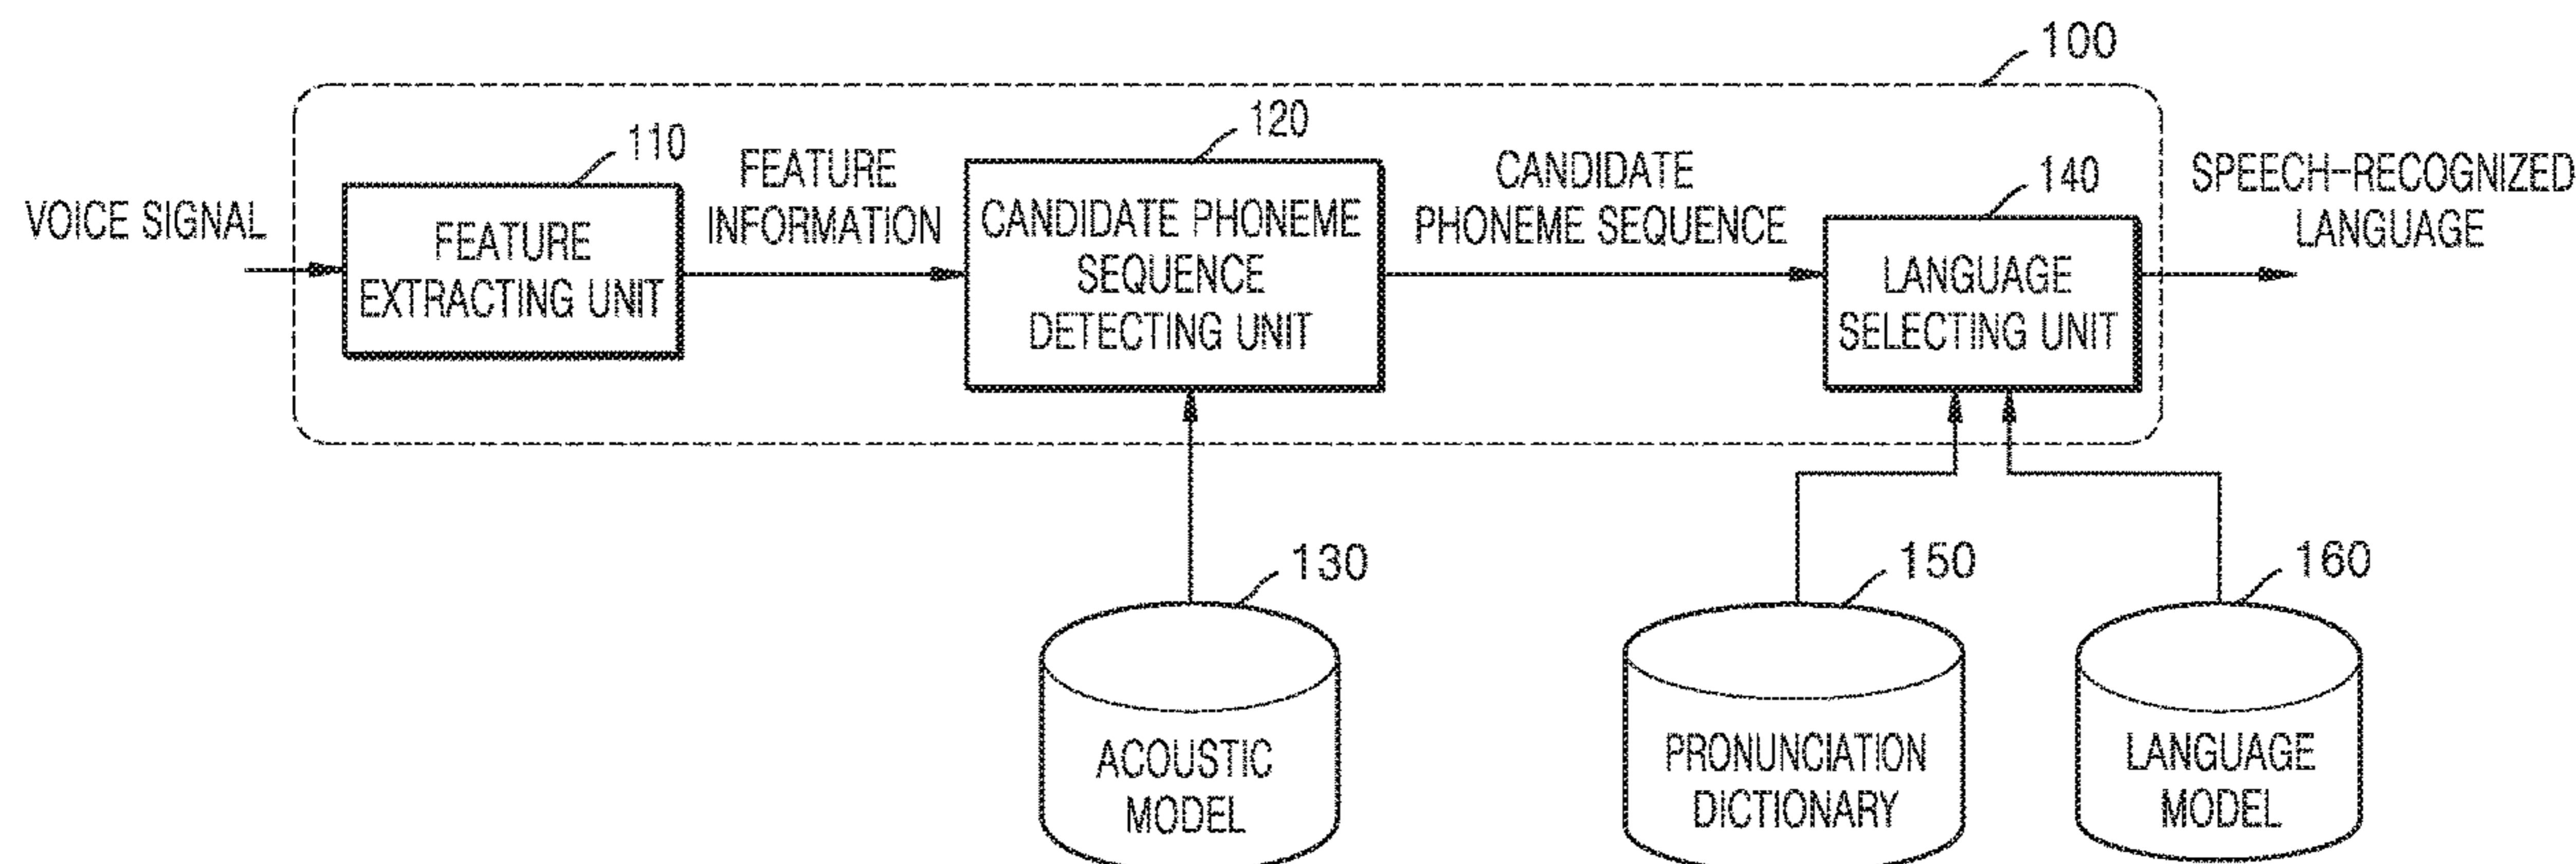 100
VOICE SIGNAL
110
FEATURE
EXTRACTING UNIT
FEATURE
INFORMATION
120
CANDIDATE PHONEME
SEQUENCE
DETECTING UNIT
CANDIDATE
PHONEME SEQUENCE
140
LANGUAGE
SELECTING UNIT
SPEECH-RECOGNIZED
LANGUAGE
130
ACOUSTIC
MODEL
150
PRONUNCIATION
DICTIONARY
160
LANGUAGE
MODEL